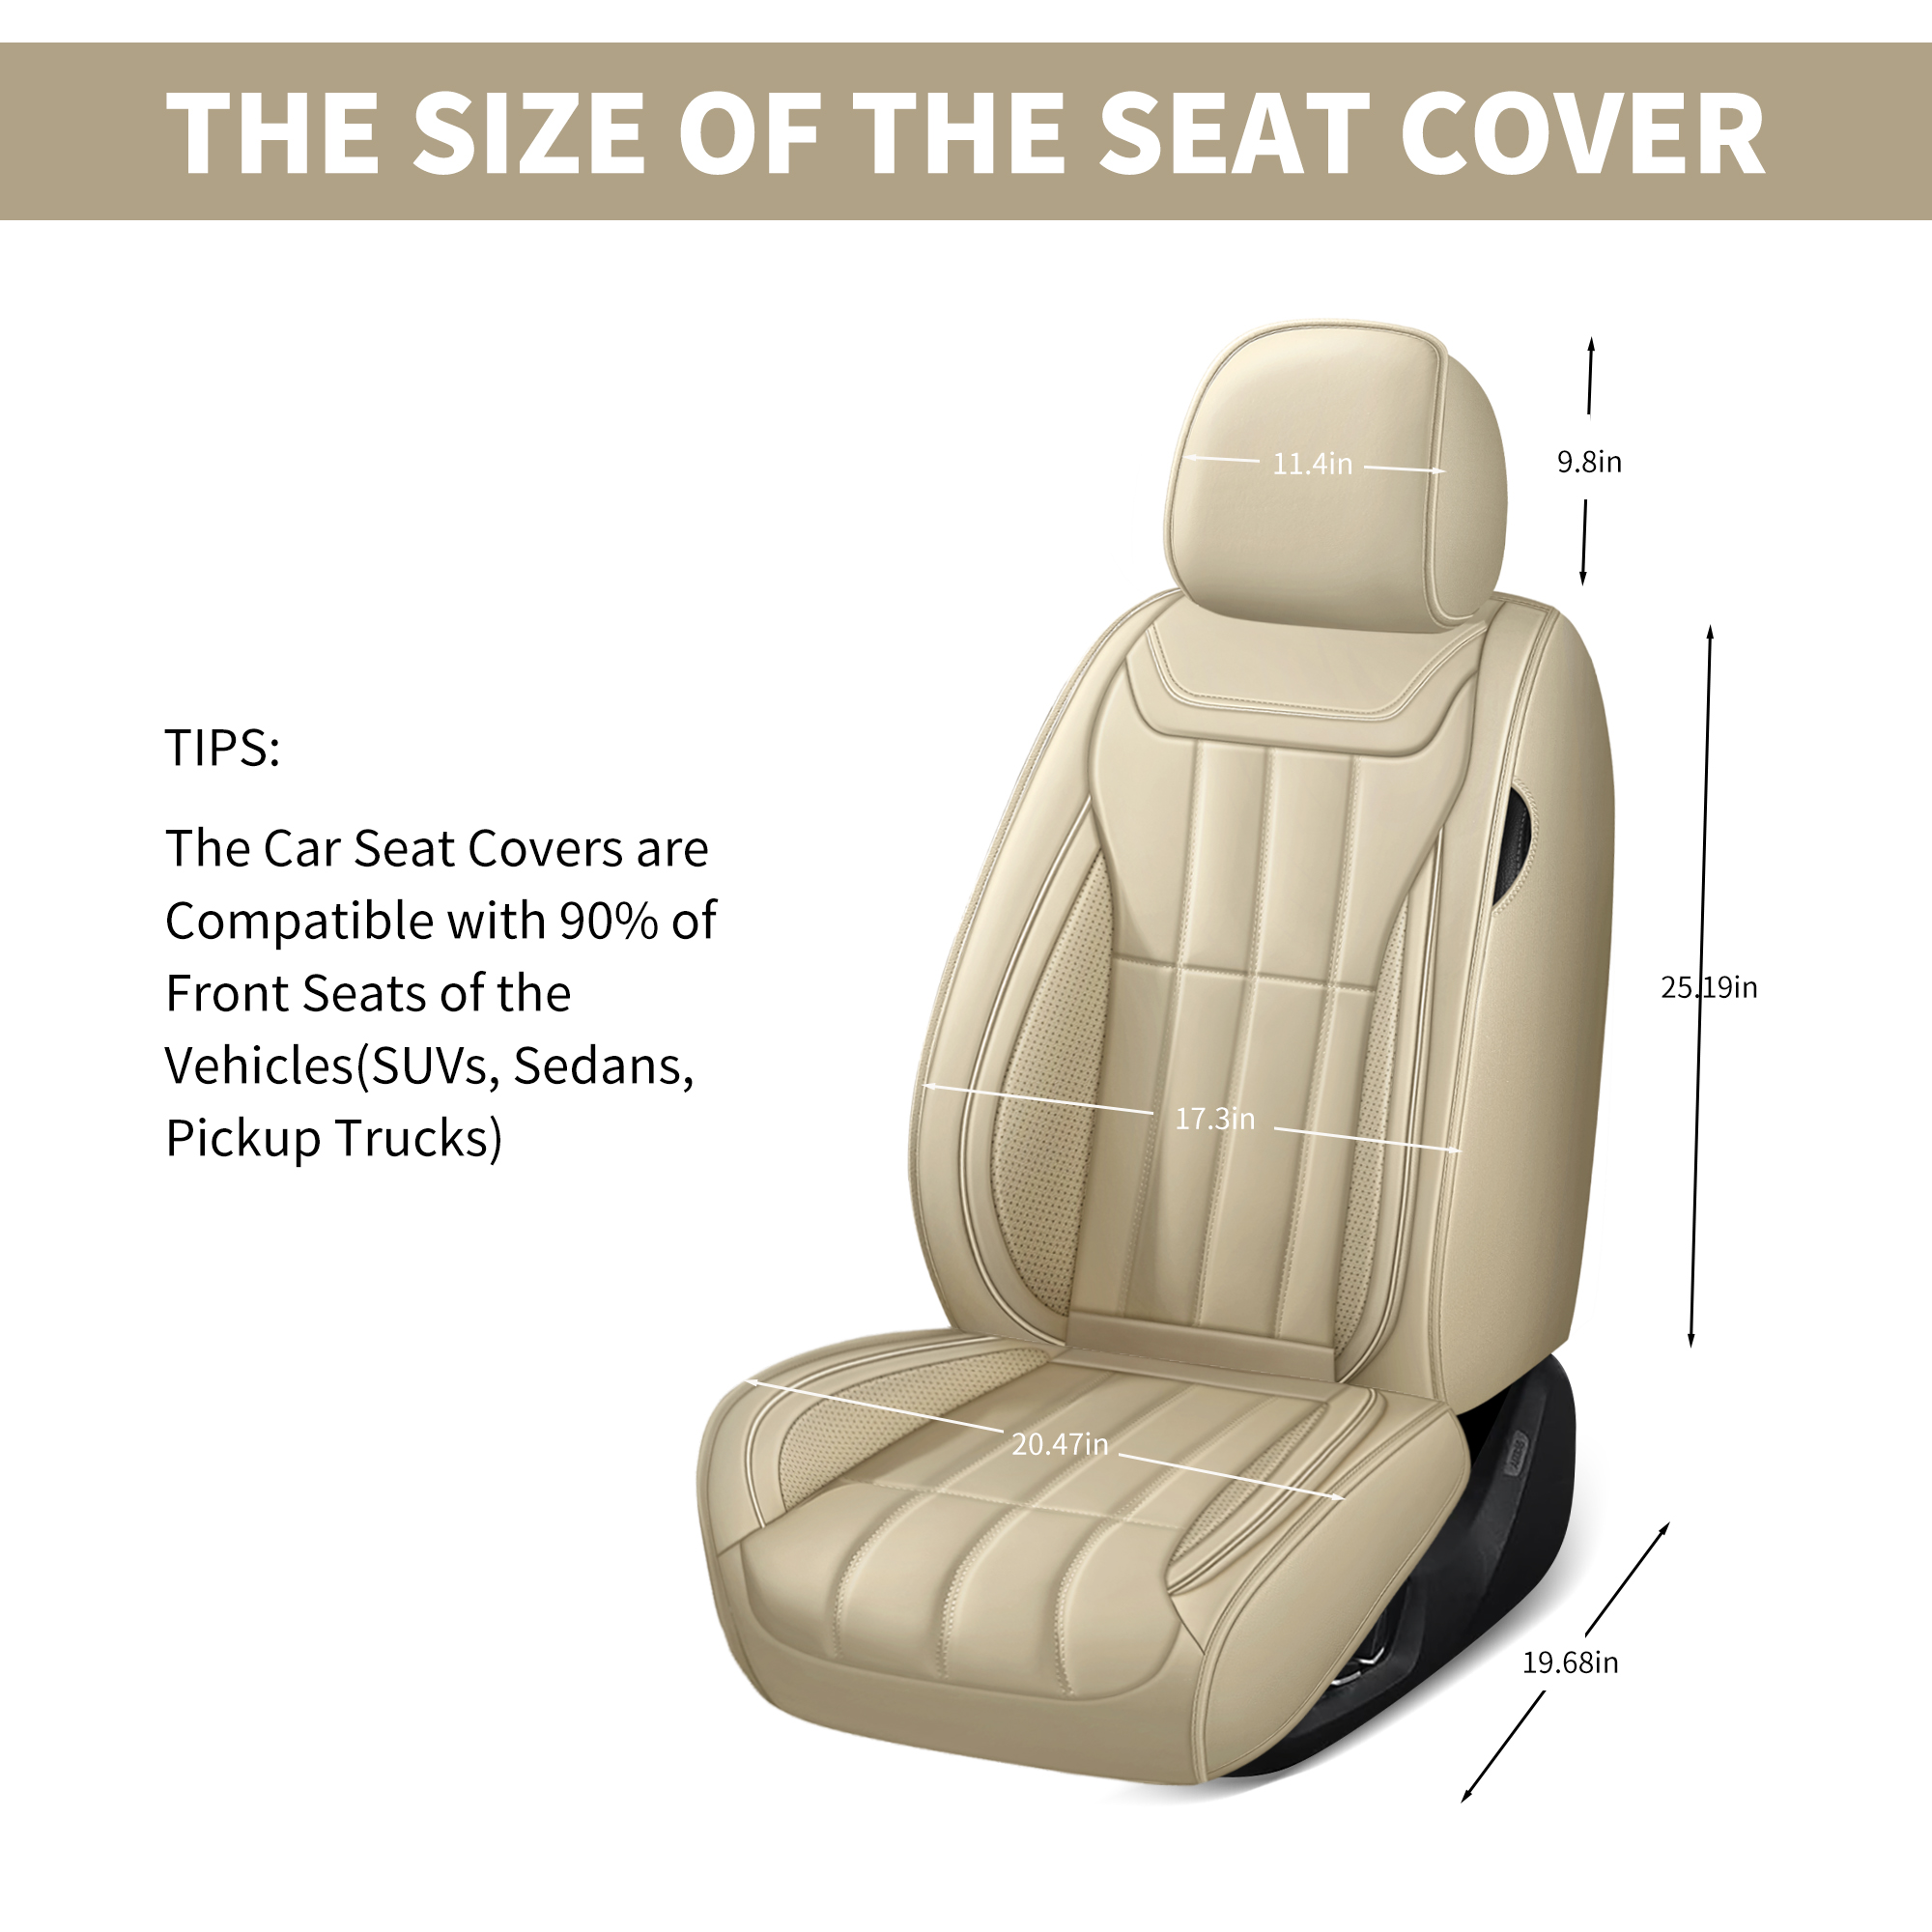 THE SIZE OF THE SEAT COVER
11.4in
9.8in
TIPS:
The Car Seat Covers are
Compatible with 90% of
Front Seats of the
Vehicles(SUVs, Sedans,
Pickup Trucks)
25.19in
17.3in
20.47in
19.68in